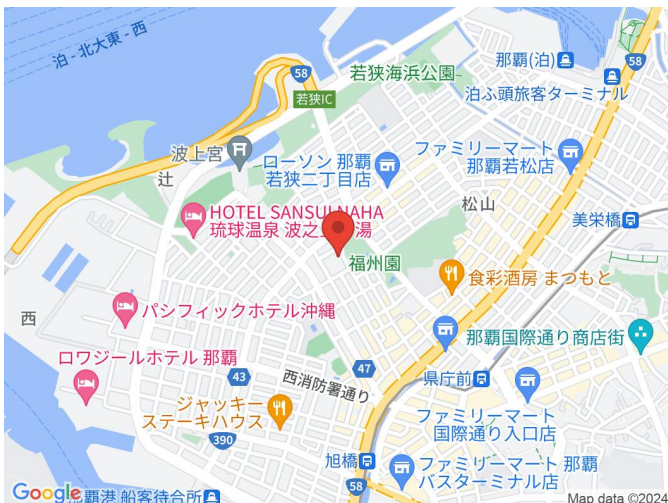 泊 - 北大東 - 西
58
若狭IC
若狭海浜公園
那覇(泊)
58
泊ふ頭旅客ターミナル
波上宮
ローソン 那覇
若狭二丁目店
ファミリーマート
那覇若松店
辻
松山
HOTEL SANSUI NAHA
琉球温泉 波之上の湯
美栄橋
福州園
食彩酒房 まつもと
西
パシフィックホテル沖縄
那覇国際通り商店街
ロワジールホテル 那覇
43
西消防署通り
47
県庁前
ジャッキー
ステーキハウス
ファミリーマート
国際通り入口店
390
旭橋
ファミリーマート 那覇
バスターミナル店
58
Google
那覇港 船客待合所
Map data ©2024